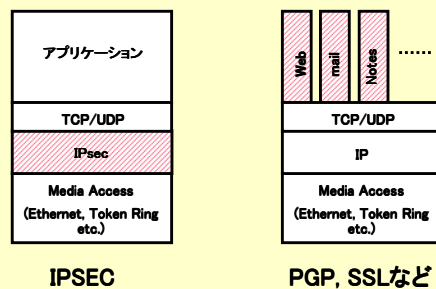 アプリケーション
TCP/UDP
IPsec
Media Access
(Ethernet, Token Ring
etc.)
IPSEC
Web
mail
Notes
……
TCP/UDP
IP
Media Access
(Ethernet, Token Ring
etc.)
PGP, SSLなど